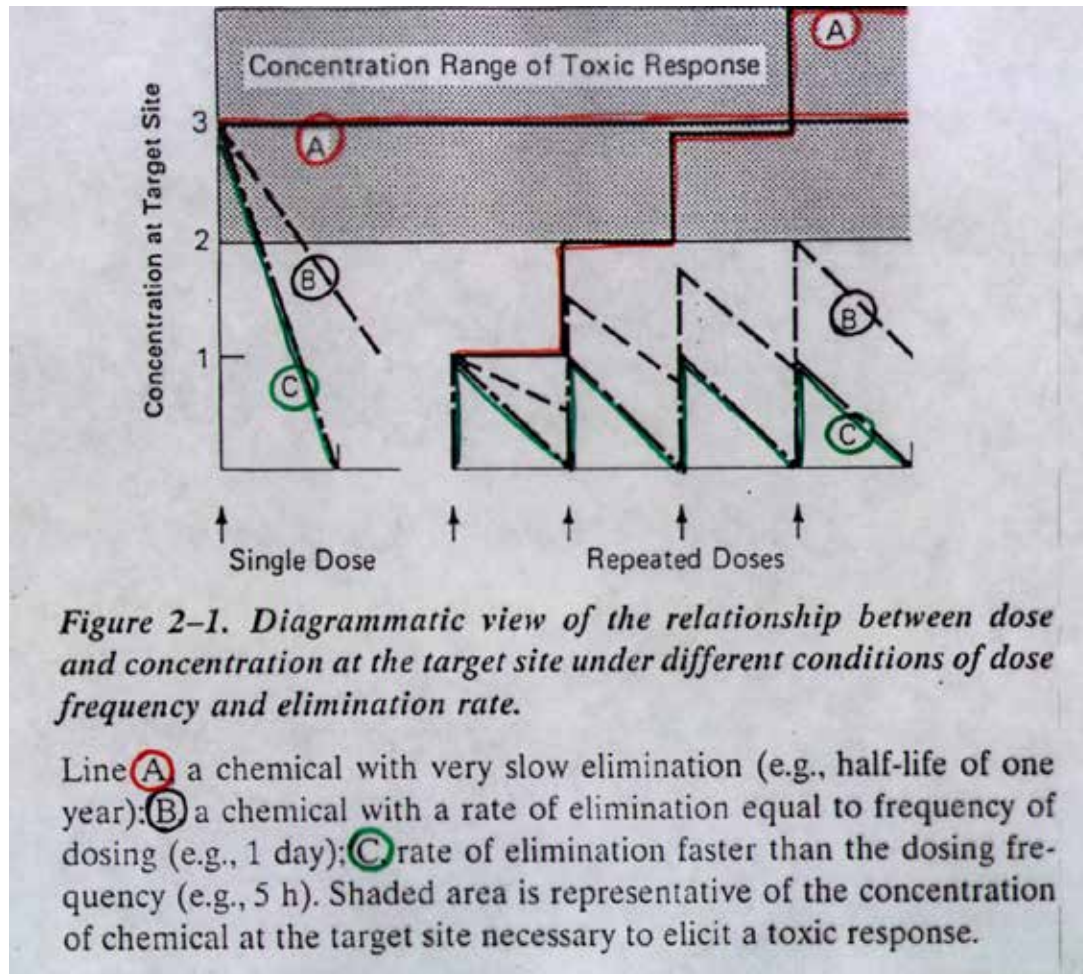 A
Concentration Range of Toxic Response
Concentration at Target Site
3
A
2
B
B
1
C
C
Single Dose
Repeated Doses
Figure 2–1. Diagrammatic view of the relationship between dose
and concentration at the target site under different conditions of dose
frequency and elimination rate.
Line A, a chemical with very slow elimination (e.g., half-life of one
year); B, a chemical with a rate of elimination equal to frequency of
dosing (e.g., 1 day); C, rate of elimination faster than the dosing fre-
quency (e.g., 5 h). Shaded area is representative of the concentration
of chemical at the target site necessary to elicit a toxic response.